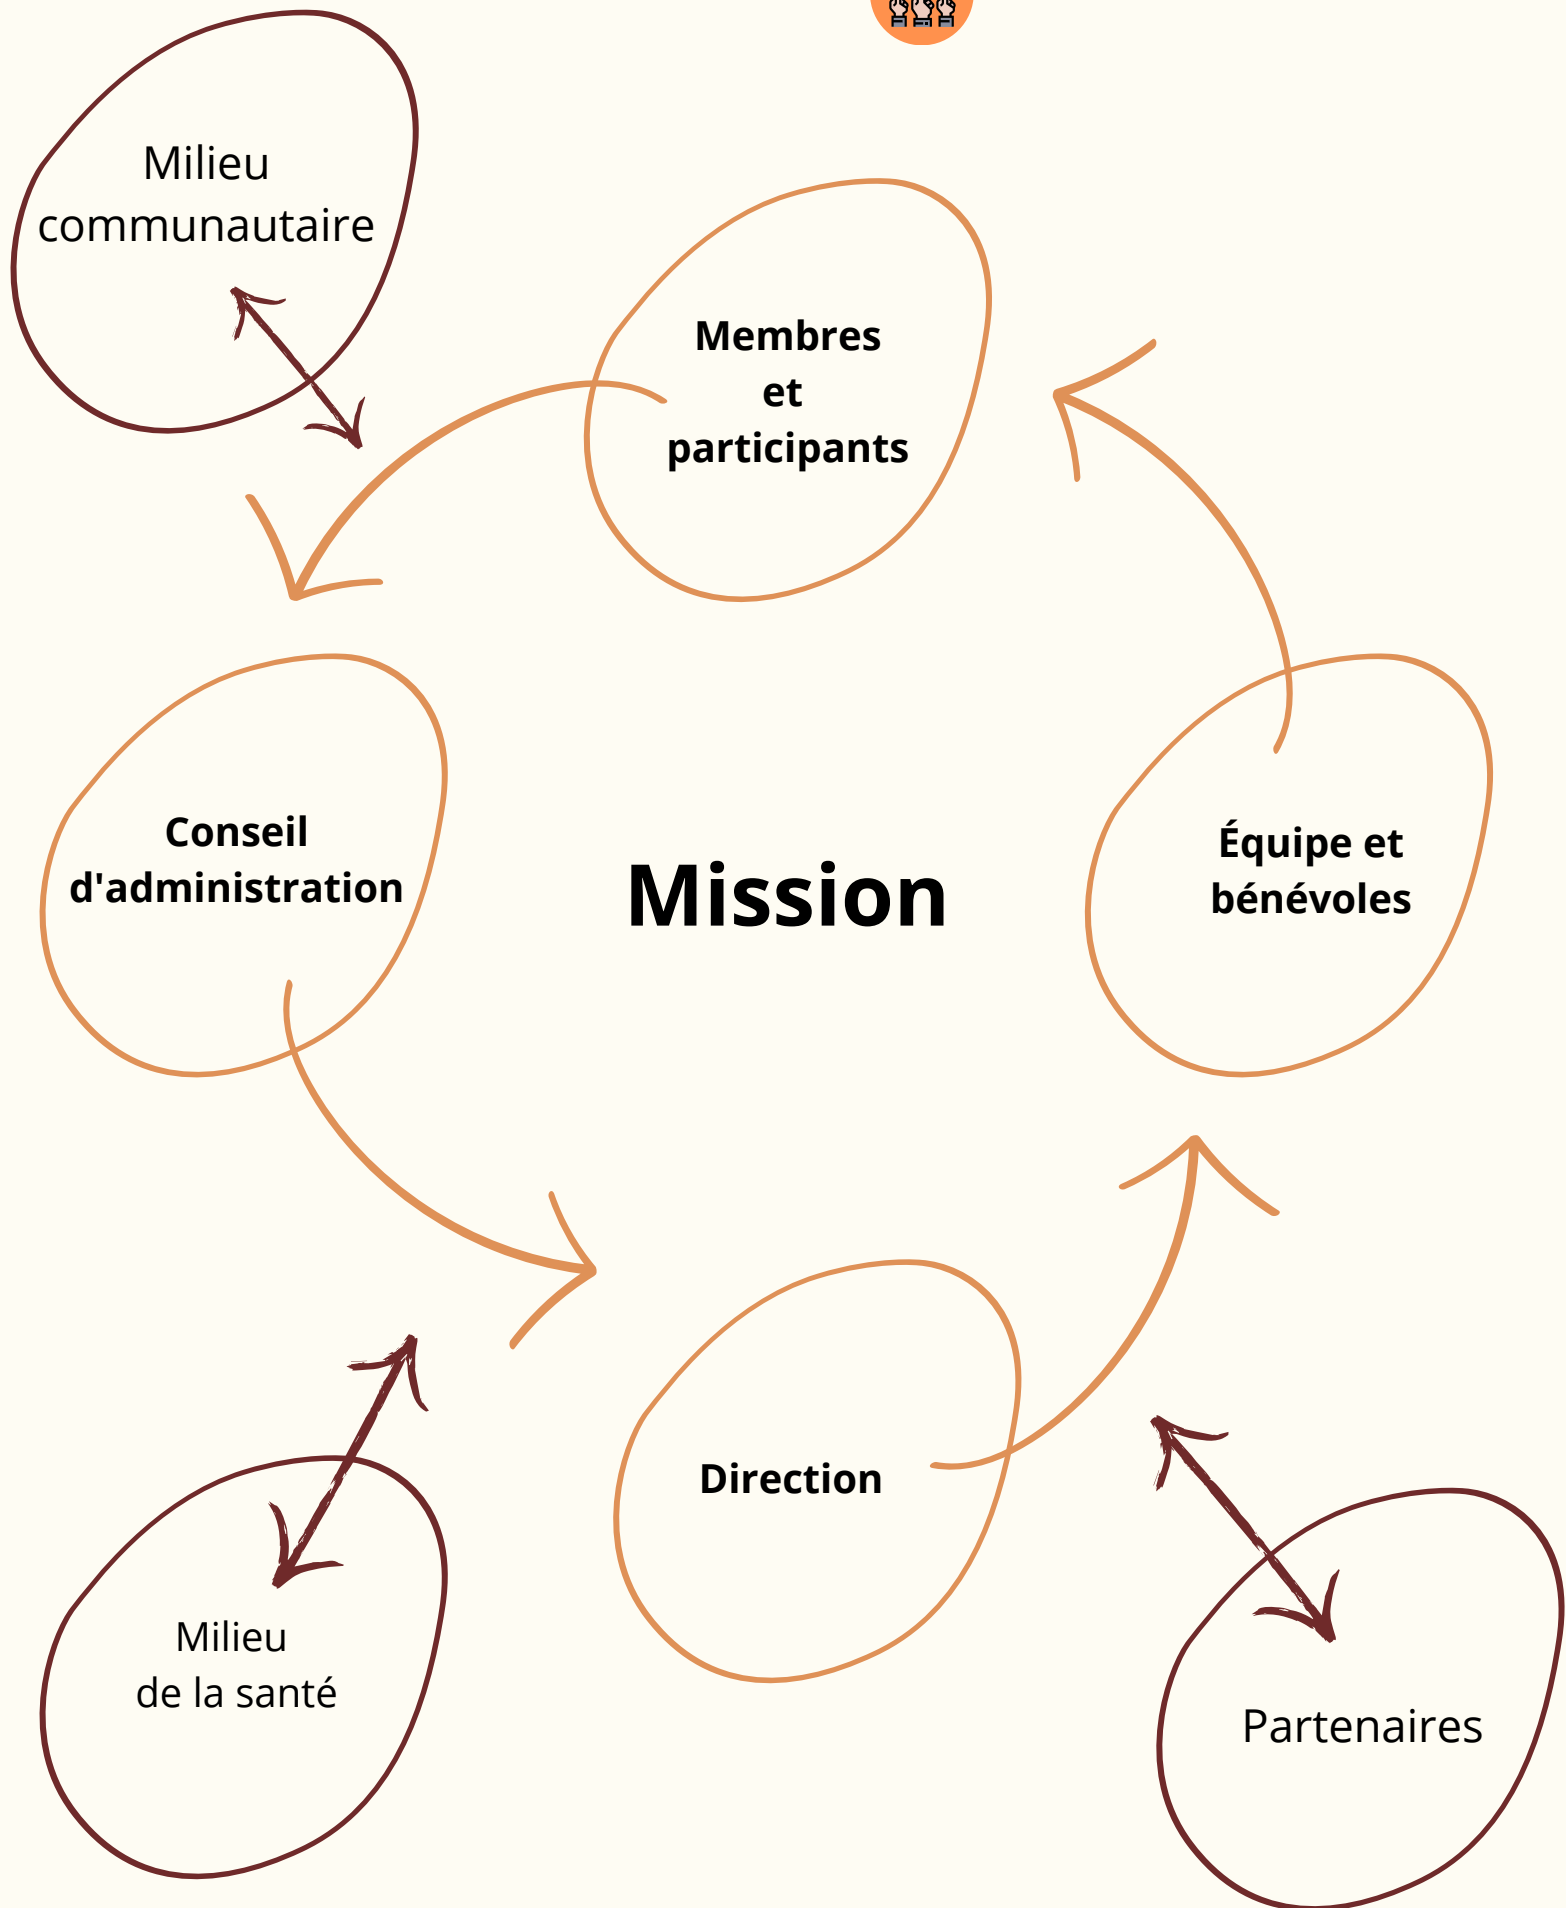 Milieu
communautaire
Membres
et
participants
Conseil
d'administration
Mission
Équipe et
bénévoles
Direction
Milieu
de la santé
Partenaires